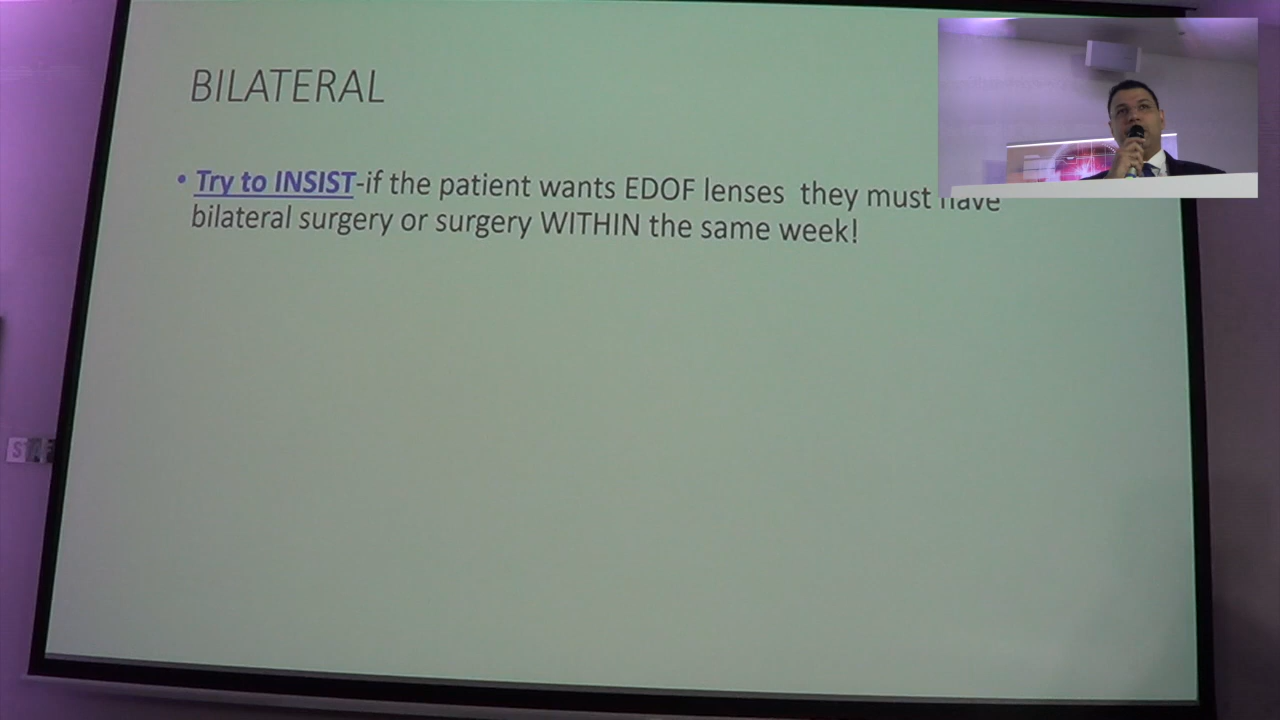 BILATERAL
• Try to INSIST-if the patient wants EDOF lenses they must have
bilateral surgery or surgery WITHIN the same week!